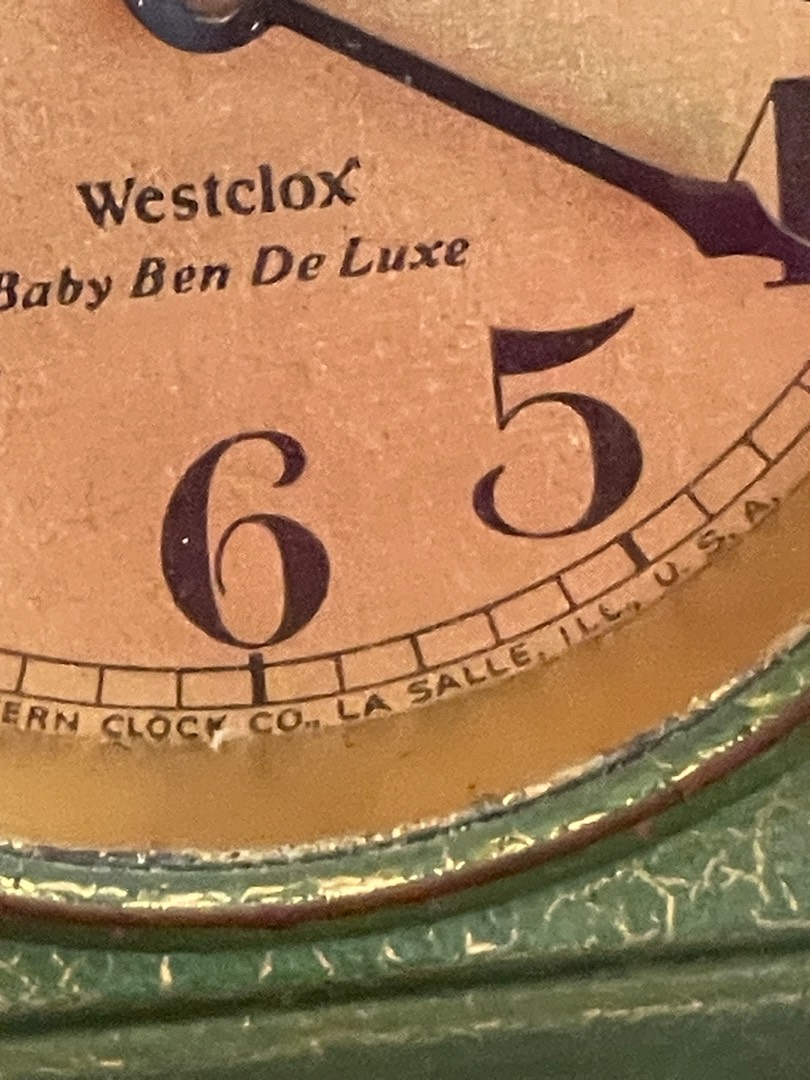 Westclox
Baby Ben De Luxe
5
6
ERN CLOCK CO., LA SALLE, ILL., U. S. A.